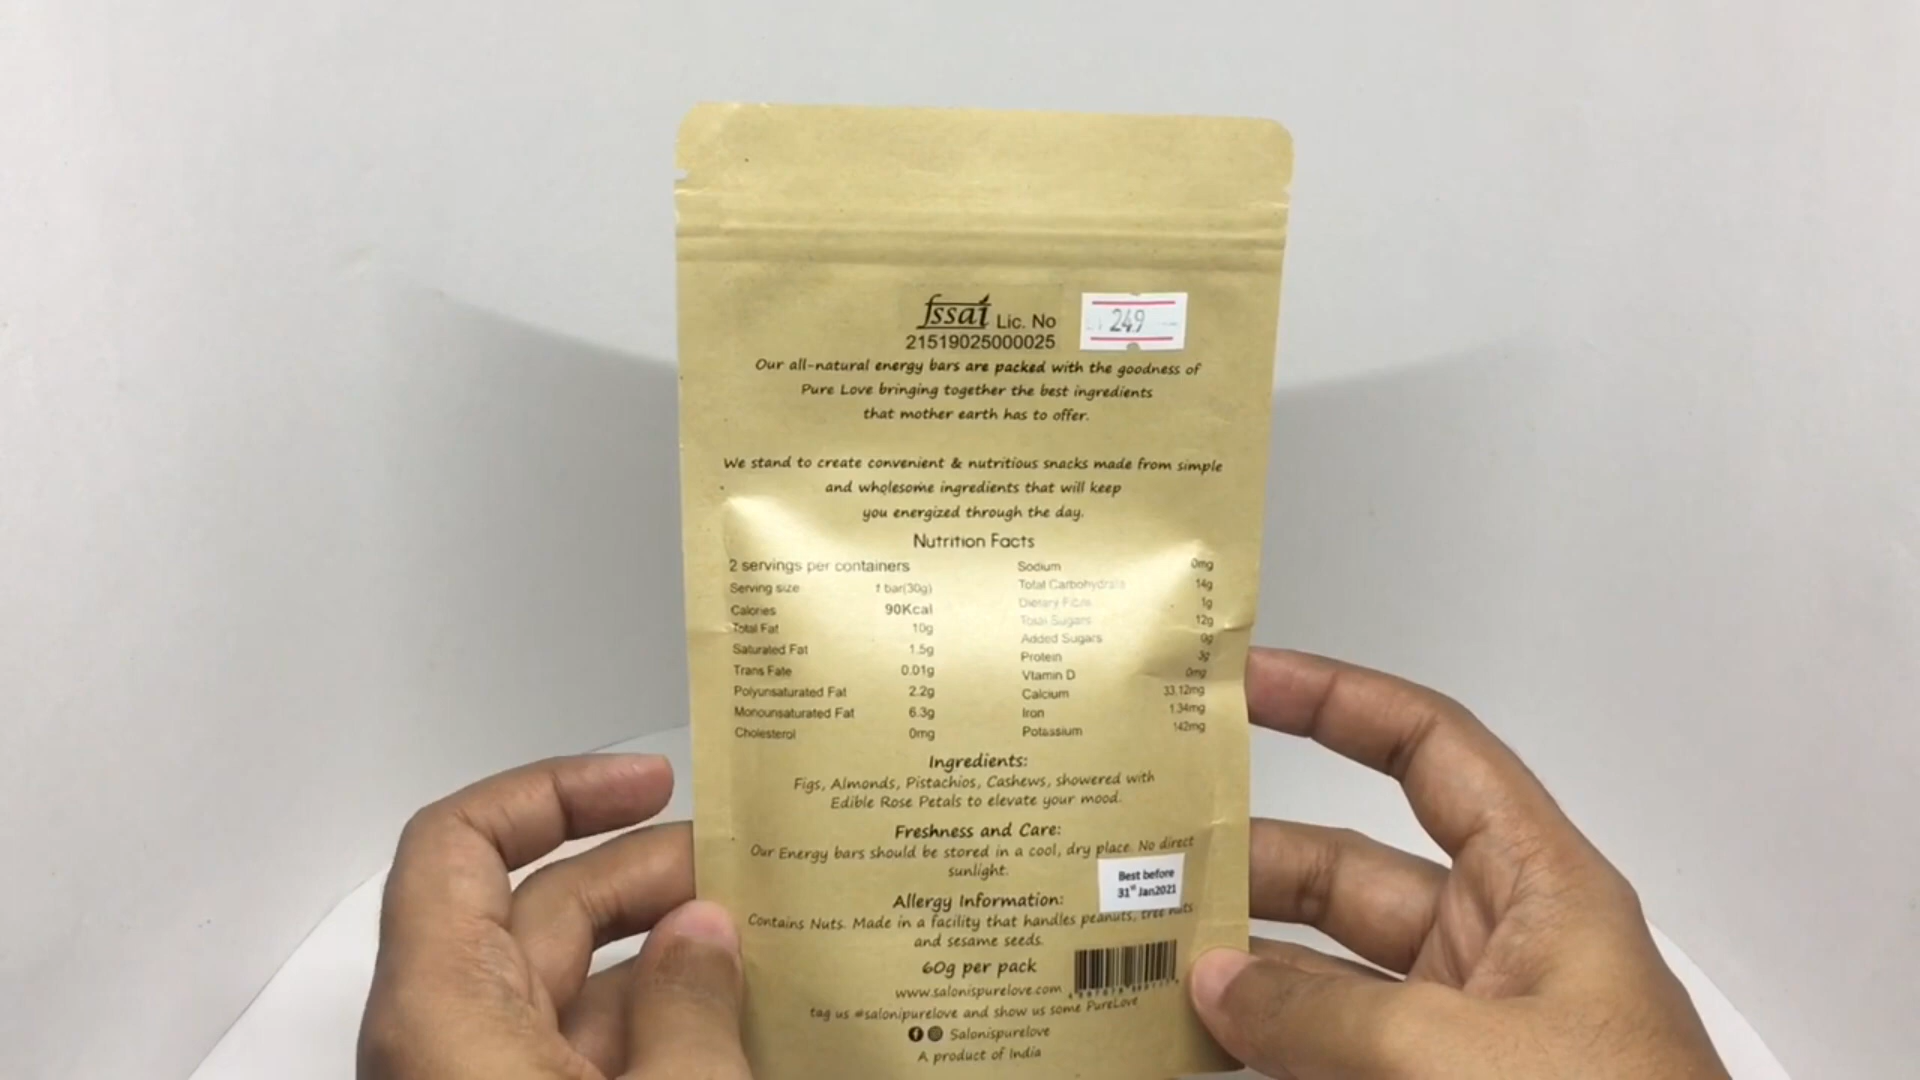 fssai Lic. No
21519025000025
249
Our all-natural energy bars are packed with the goodness of
Pure Love bringing together the best ingredients
that mother earth has to offer.
We stand to create convenient & nutritious snacks made from simple
and wholesome ingredients that will keep
you energized through the day.
Nutrition Facts
2 servings per containers
Serving size 1 bar(30g)
Calories 90Kcal
Total Fat 10g
Saturated Fat 1.5g
Trans Fate 0.01g
Polyunsaturated Fat 2.2g
Monounsaturated Fat 6.3g
Cholesterol 0mg
Sodium 0mg
Total Carbohydrate 14g
Dietary Fibre 1g
Total Sugars 12g
Added Sugars 0g
Protein 3g
Vtamin D 0mg
Calcium 33.12mg
Iron 1.34mg
Potassium 142mg
Ingredients:
Figs, Almonds, Pistachios, Cashews, showered with
Edible Rose Petals to elevate your mood.
Freshness and Care:
Our Energy bars should be stored in a cool, dry place. No direct
sunlight.
Best before
31st Jan2021
Allergy Information:
Contains Nuts. Made in a facility that handles peanuts, tree nuts
and sesame seeds.
60g per pack
www.salonispurelove.com
tag us #salonipurelove and show us some PureLove
Salonispurelove
A product of India